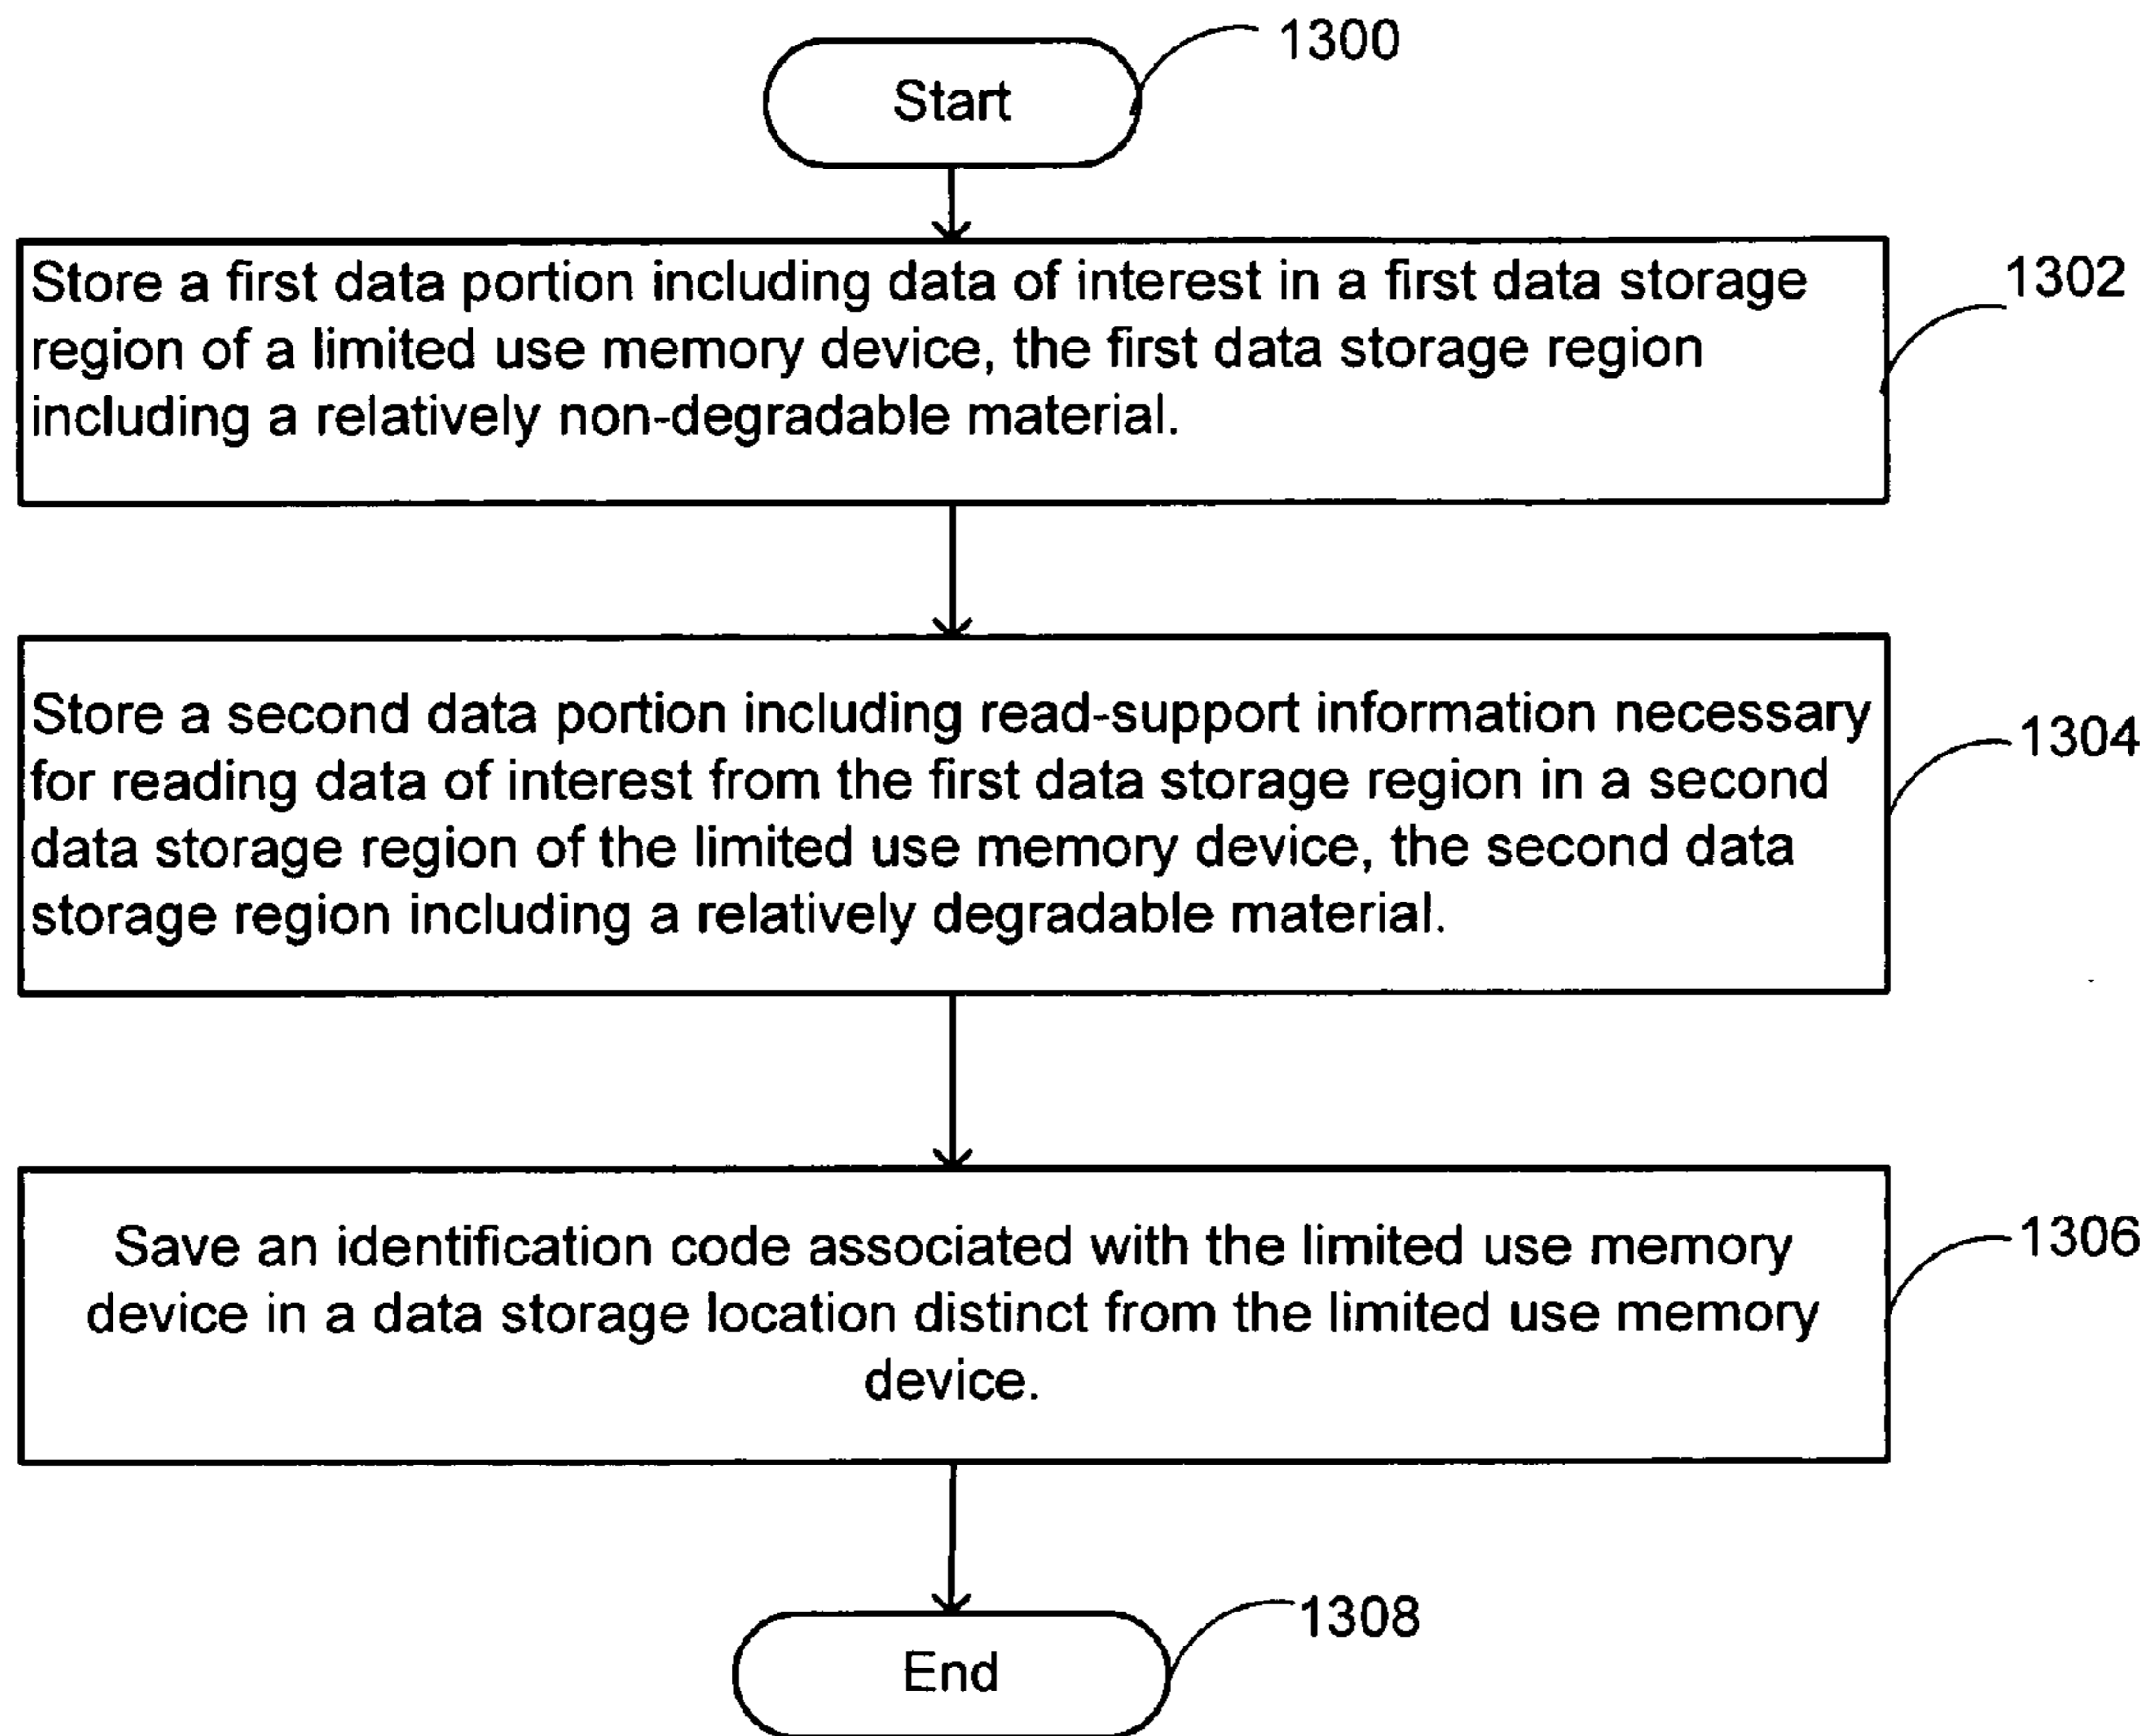 Start
1300
Store a first data portion including data of interest in a first data storage
region of a limited use memory device, the first data storage region
including a relatively non-degradable material.
1302
Store a second data portion including read-support information necessary
for reading data of interest from the first data storage region in a second
data storage region of the limited use memory device, the second data
storage region including a relatively degradable material.
1304
Save an identification code associated with the limited use memory
device in a data storage location distinct from the limited use memory
device.
1306
End
1308